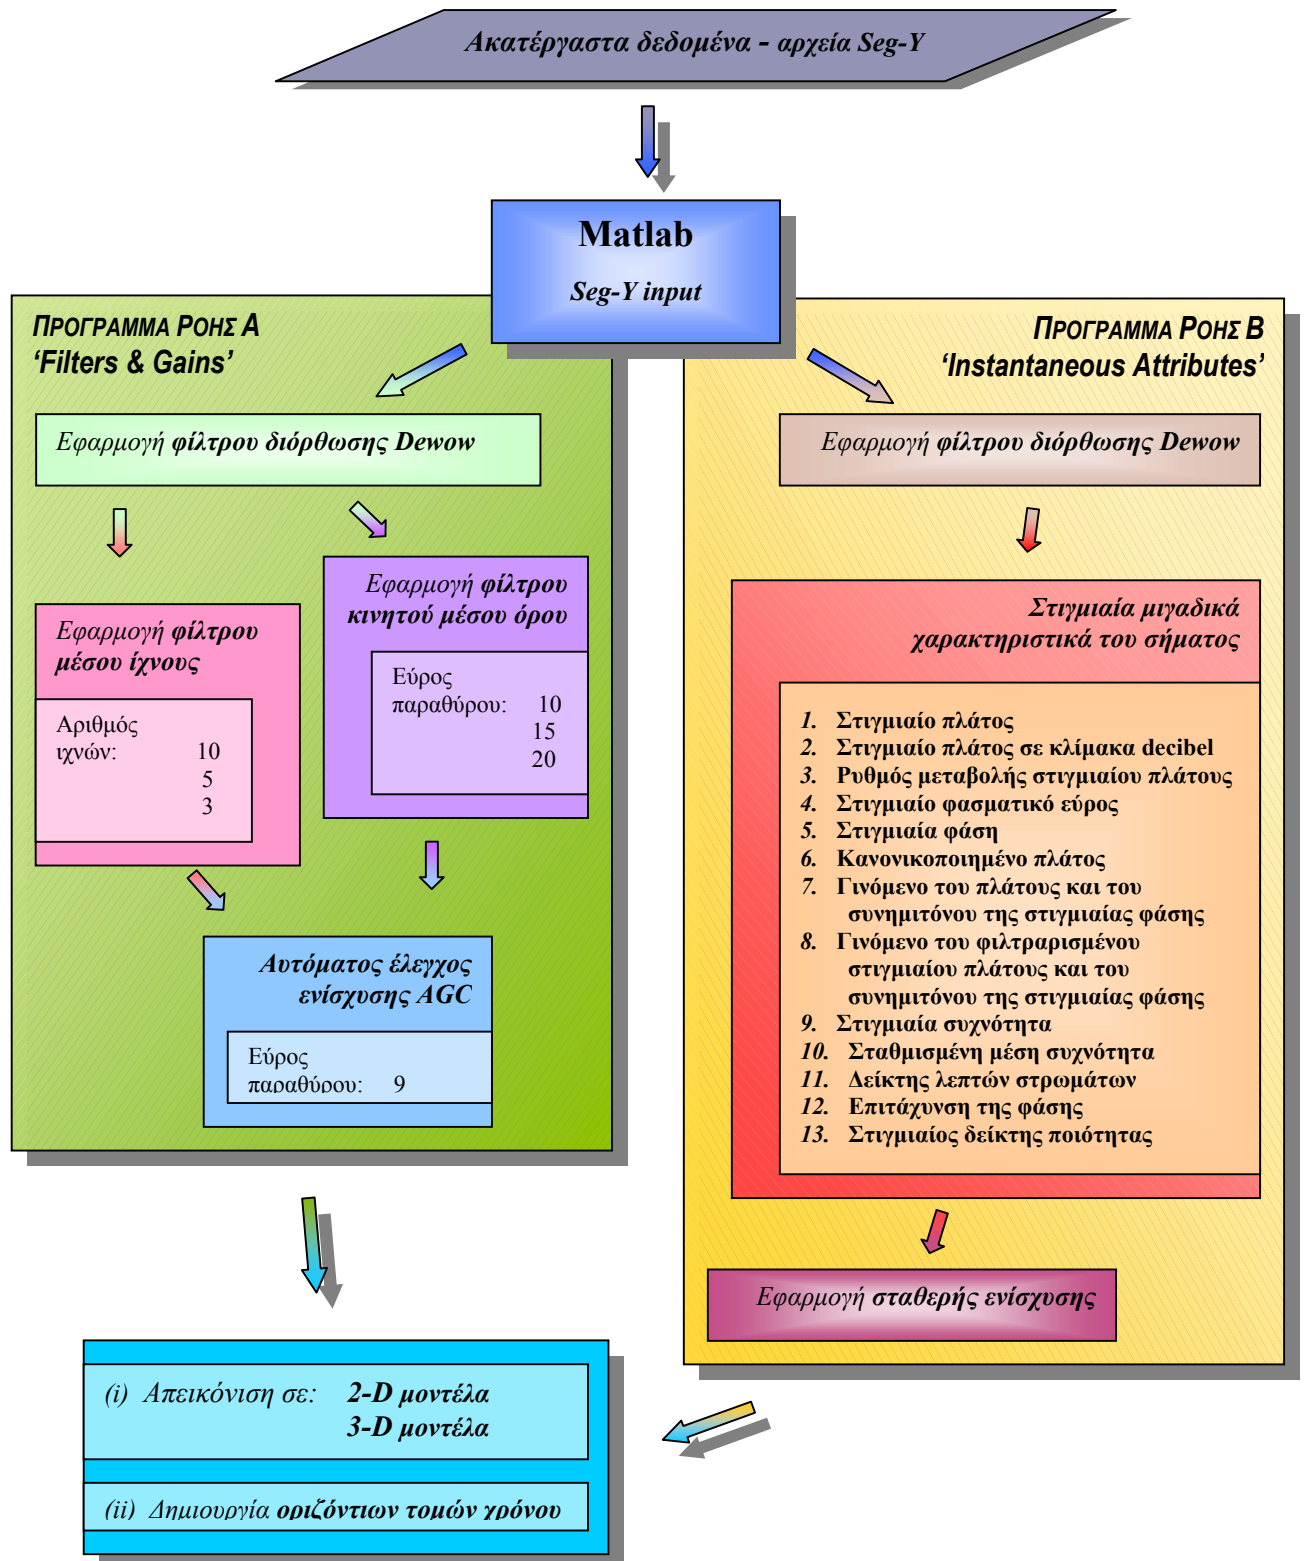 Ακατέργαστα δεδομένα - αρχεία Seg-Y
Matlab
Seg-Y input
ΠΡΟΓΡΑΜΜΑ ΡΟΗΣ Α
‘Filters & Gains’
Εφαρμογή φίλτρου διόρθωσης Dewow
Εφαρμογή φίλτρου
μέσου ίχνους
Αριθμός
ιχνών: 10
5
3
Εφαρμογή φίλτρου
κινητού μέσου όρου
Εύρος
παραθύρου: 10
15
20
Αυτόματος έλεγχος
ενίσχυσης AGC
Εύρος
παραθύρου: 9
ΠΡΟΓΡΑΜΜΑ ΡΟΗΣ Β
‘Instantaneous Attributes’
Εφαρμογή φίλτρου διόρθωσης Dewow
Στιγμιαία μιγαδικά
χαρακτηριστικά του σήματος
1. Στιγμιαίο πλάτος
2. Στιγμιαίο πλάτος σε κλίμακα decibel
3. Ρυθμός μεταβολής στιγμιαίου πλάτους
4. Στιγμιαίο φασματικό εύρος
5. Στιγμιαία φάση
6. Κανονικοποιημένο πλάτος
7. Γινόμενο του πλάτους και του
συνημιτόνου της στιγμιαίας φάσης
8. Γινόμενο του φιλτραρισμένου
στιγμιαίου πλάτους και του
συνημιτόνου της στιγμιαίας φάσης
9. Στιγμιαία συχνότητα
10. Σταθμισμένη μέση συχνότητα
11. Δείκτης λεπτών στρωμάτων
12. Επιτάχυνση της φάσης
13. Στιγμιαίος δείκτης ποιότητας
Εφαρμογή σταθερής ενίσχυσης
(i) Απεικόνιση σε: 2-D μοντέλα
3-D μοντέλα
(ii) Δημιουργία οριζόντιων τομών χρόνου